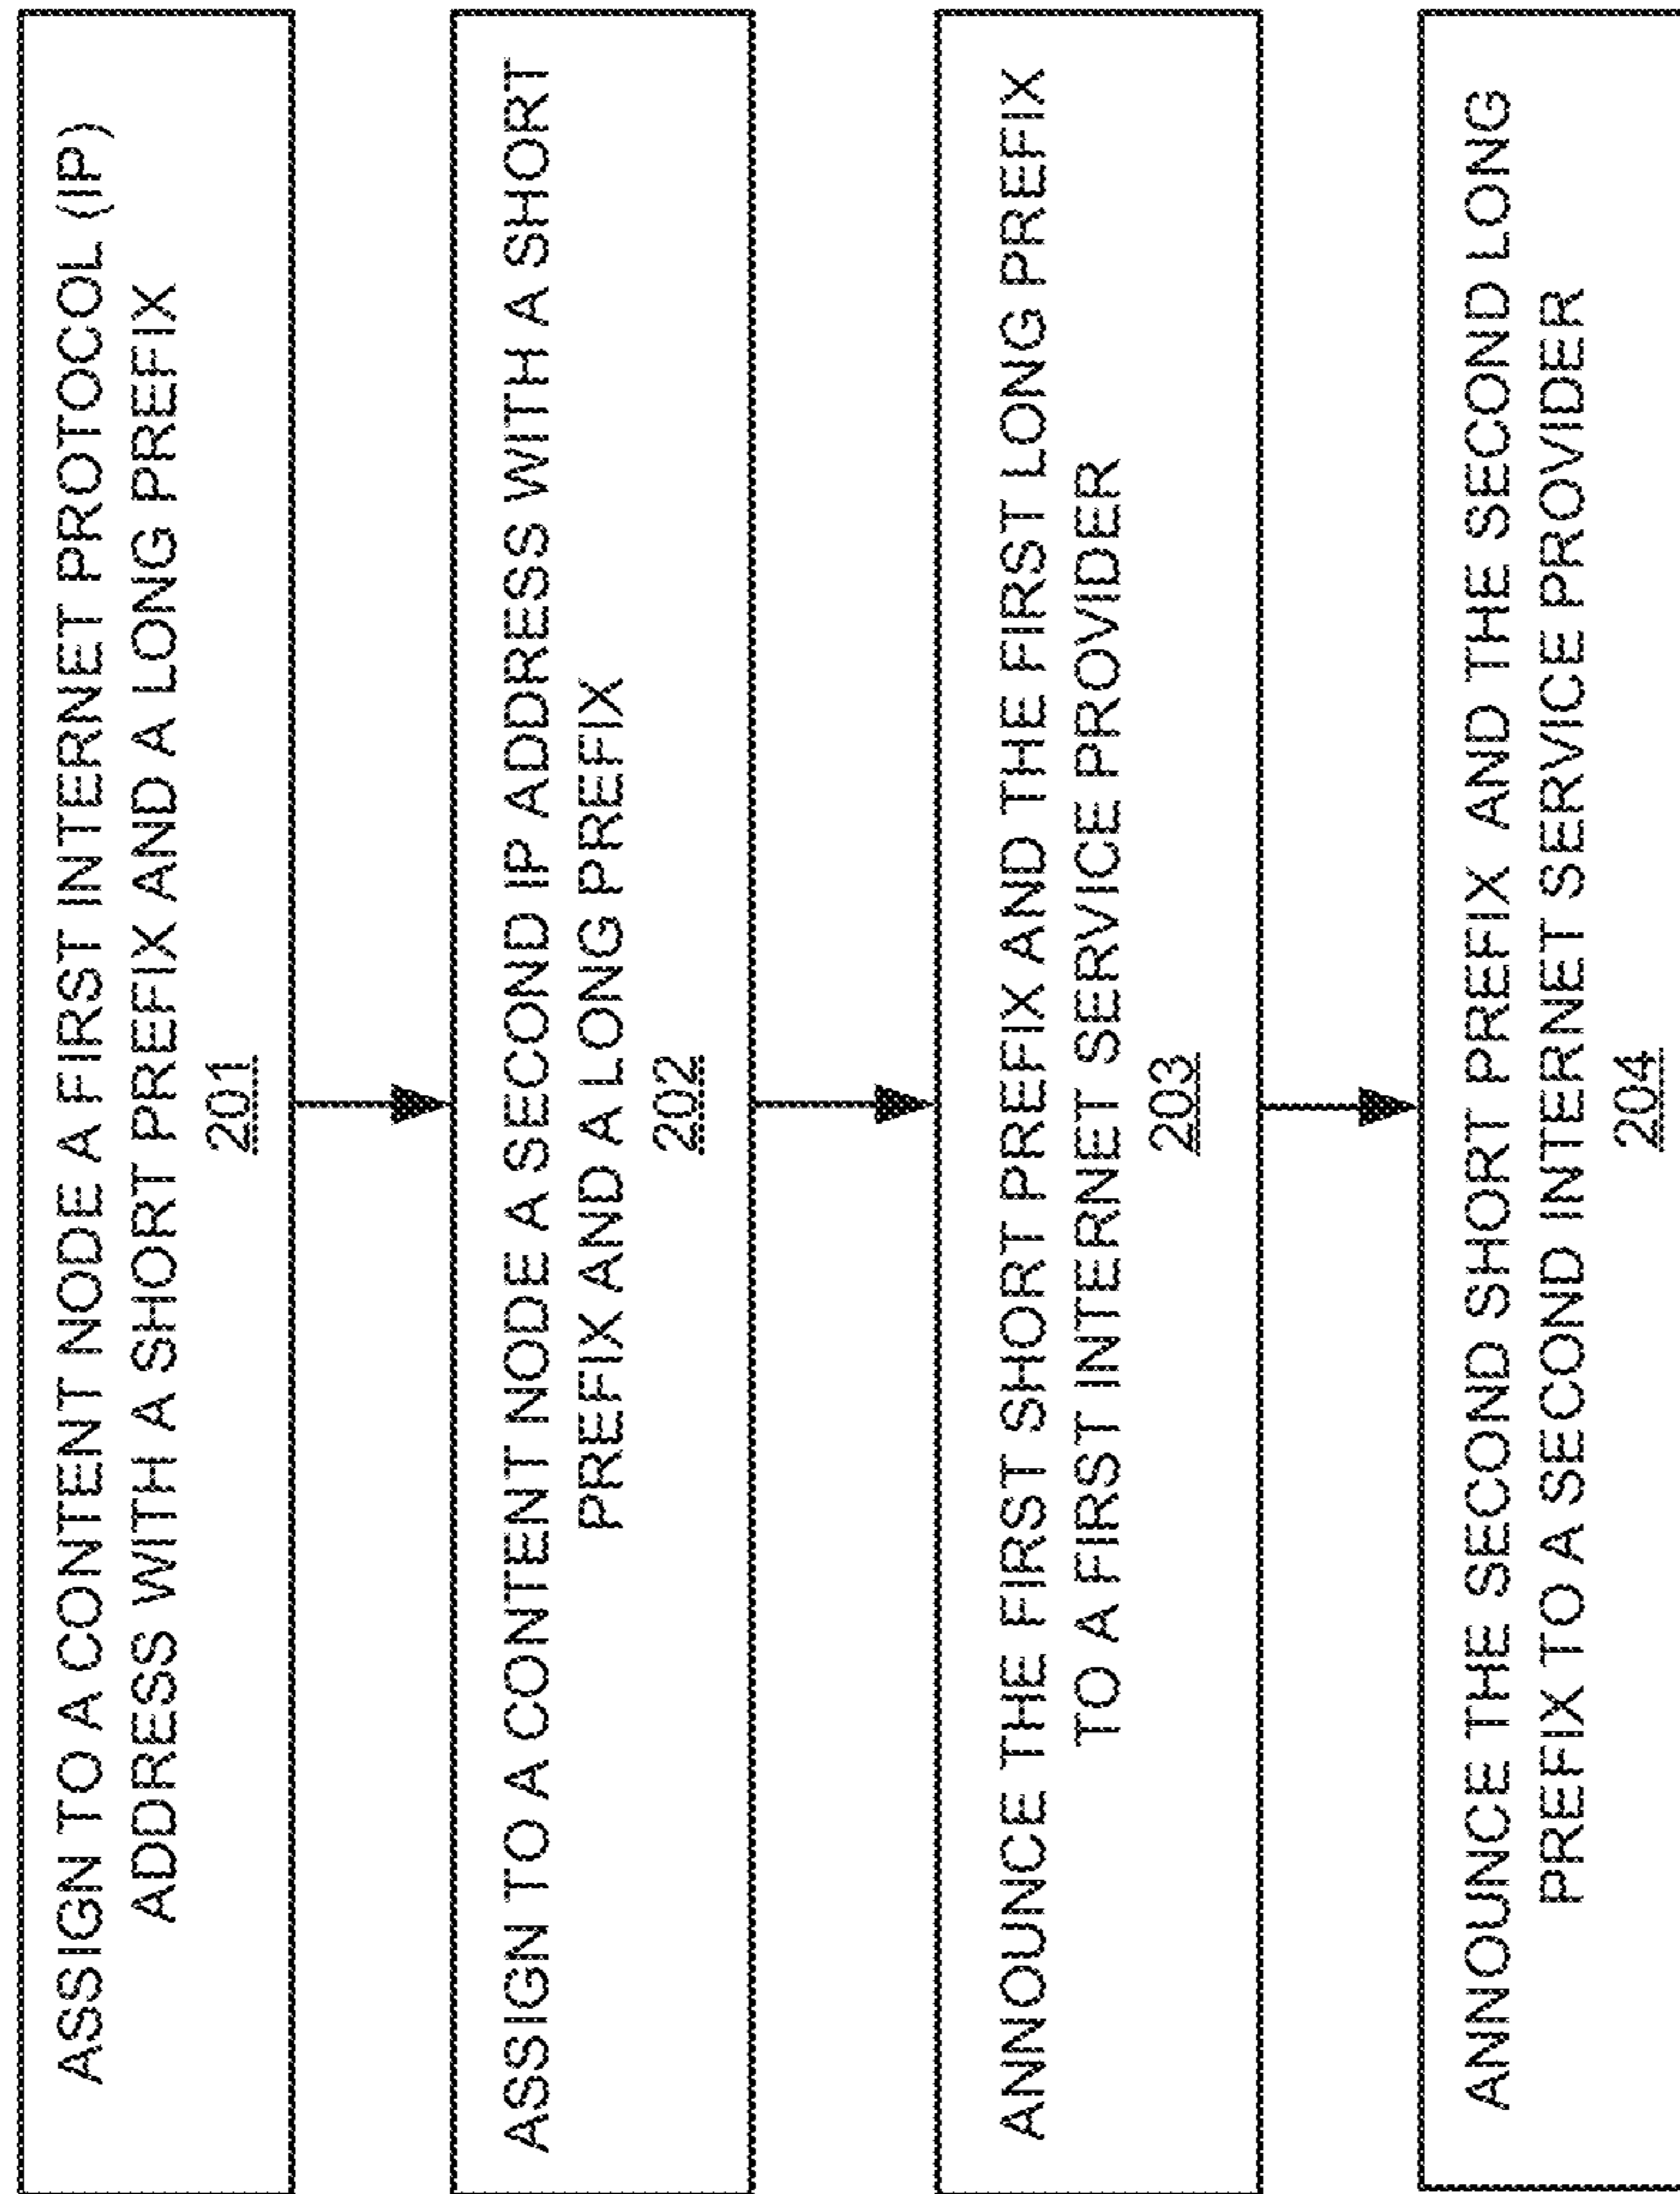 ASSIGN TO A CONTENT NODE A FIRST INTERNET PROTOCOL (IP)
ADDRESS WITH A SHORT PREFIX AND A LONG PREFIX
201
ASSIGN TO A CONTENT NODE A SECOND IP ADDRESS WITH A SHORT
PREFIX AND A LONG PREFIX
202
ANNOUNCE THE FIRST SHORT PREFIX AND THE FIRST LONG PREFIX
TO A FIRST INTERNET SERVICE PROVIDER
203
ANNOUNCE THE SECOND SHORT PREFIX AND THE SECOND LONG
PREFIX TO A SECOND INTERNET SERVICE PROVIDER
204